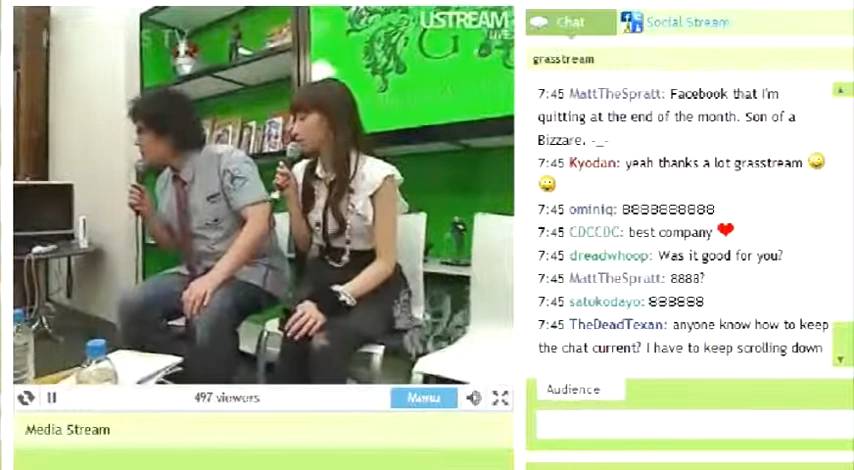 USTREAM
LIVE
Chat
Social Stream
grasstream
7:45 MattTheSpratt: Facebook that I'm
quitting at the end of the month. Son of a
Bizzare. -_-
7:45 Kyodan: yeah thanks a lot grasstream
7:45 ominiq: 8888888888
7:45 CDCCDC: best company
7:45 dreadwhoop: Was it good for you?
7:45 MattTheSpratt: 8888?
7:45 satokodayo: 888888
7:45 TheDeadTexan: anyone know how to keep
the chat current? I have to keep scrolling down
Audience
497 viewers
Menu
Media Stream